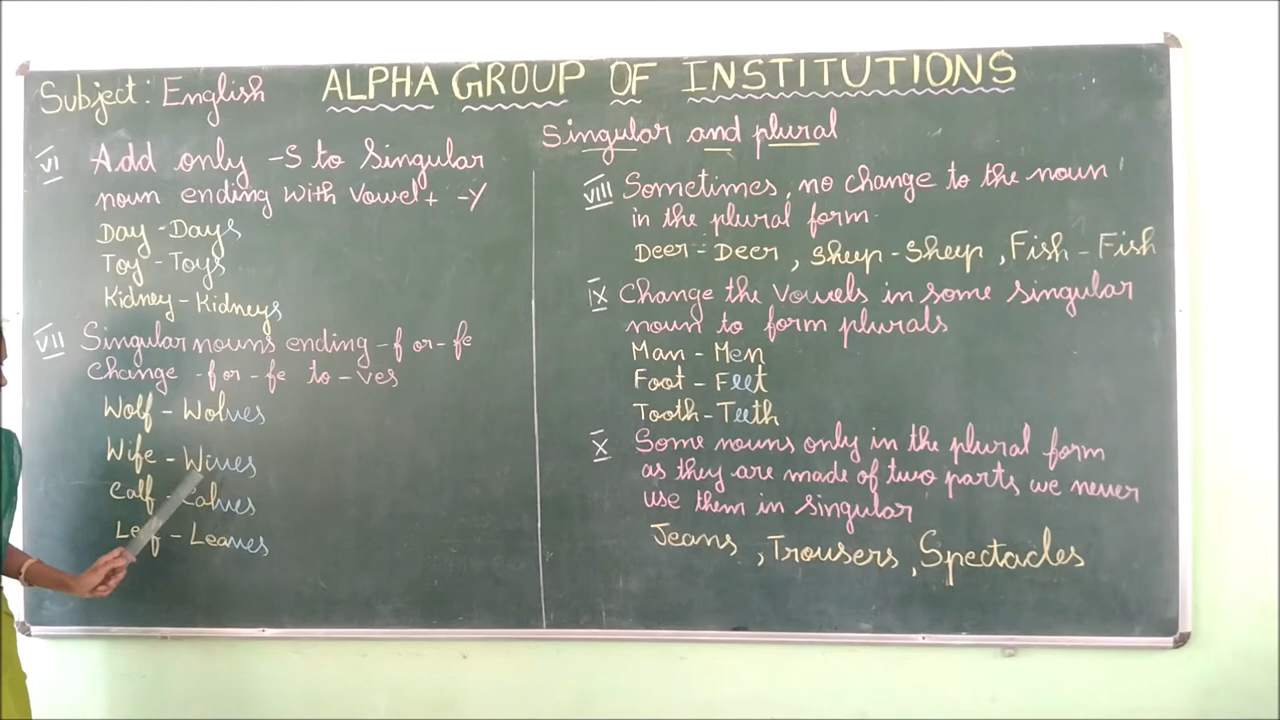 Subject: English
ALPHA GROUP OF INSTITUTIONS
Singular and plural
VI Add only -S to Singular
noun ending with Vowel + -Y
Day - Days
Toy - Toys
Kidney - Kidneys
VII Singular nouns ending -f or -fe
change -f or -fe to -ves
Wolf - Wolves
Wife - Wives
Calf - Calves
Leaf - Leaves
VIII Sometimes, no change to the noun
in the plural form.
Deer - Deer, Sheep - Sheep, Fish - Fish
IX Change the Vowels in some singular
noun to form plurals
Man - Men
Foot - Feet
Tooth - Teeth
X Some nouns only in the plural form
as they are made of two parts we never
use them in singular
Jeans, Trousers, Spectacles